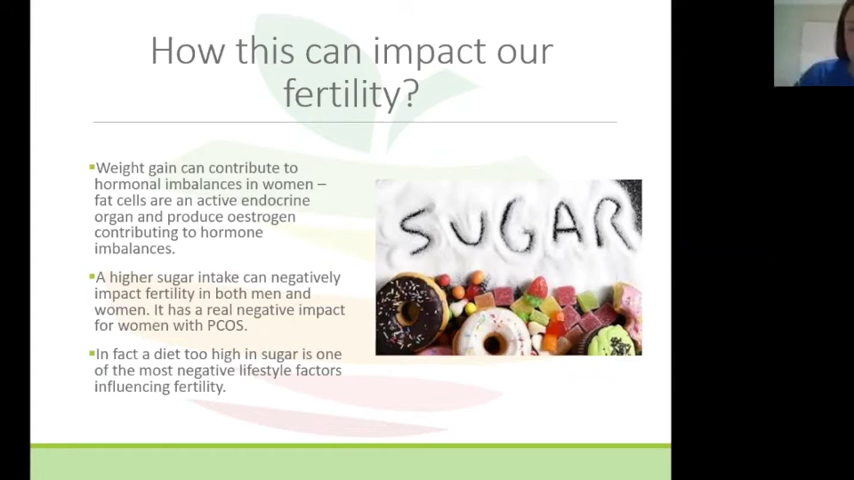 How this can impact our
fertility?
▪Weight gain can contribute to
hormonal imbalances in women –
fat cells are an active endocrine
organ and produce oestrogen
contributing to hormone
imbalances.
▪A higher sugar intake can negatively
impact fertility in both men and
women. It has a real negative impact
for women with PCOS.
▪In fact a diet too high in sugar is one
of the most negative lifestyle factors
influencing fertility.
SUGAR